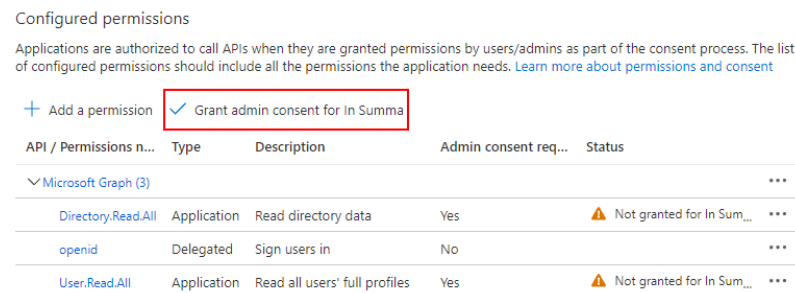 Configured permissions
Applications are authorized to call APIs when they are granted permissions by users/admins as part of the consent process. The list
of configured permissions should include all the permissions the application needs. Learn more about permissions and consent
Add a permission Grant admin consent for In Summa
API / Permissions n... Type Description Admin consent req... Status
Microsoft Graph (3) ...
Directory.Read.All Application Read directory data Yes Not granted for In Sum... ...
openid Delegated Sign users in No ...
User.Read.All Application Read all users' full profiles Yes Not granted for In Sum... ...